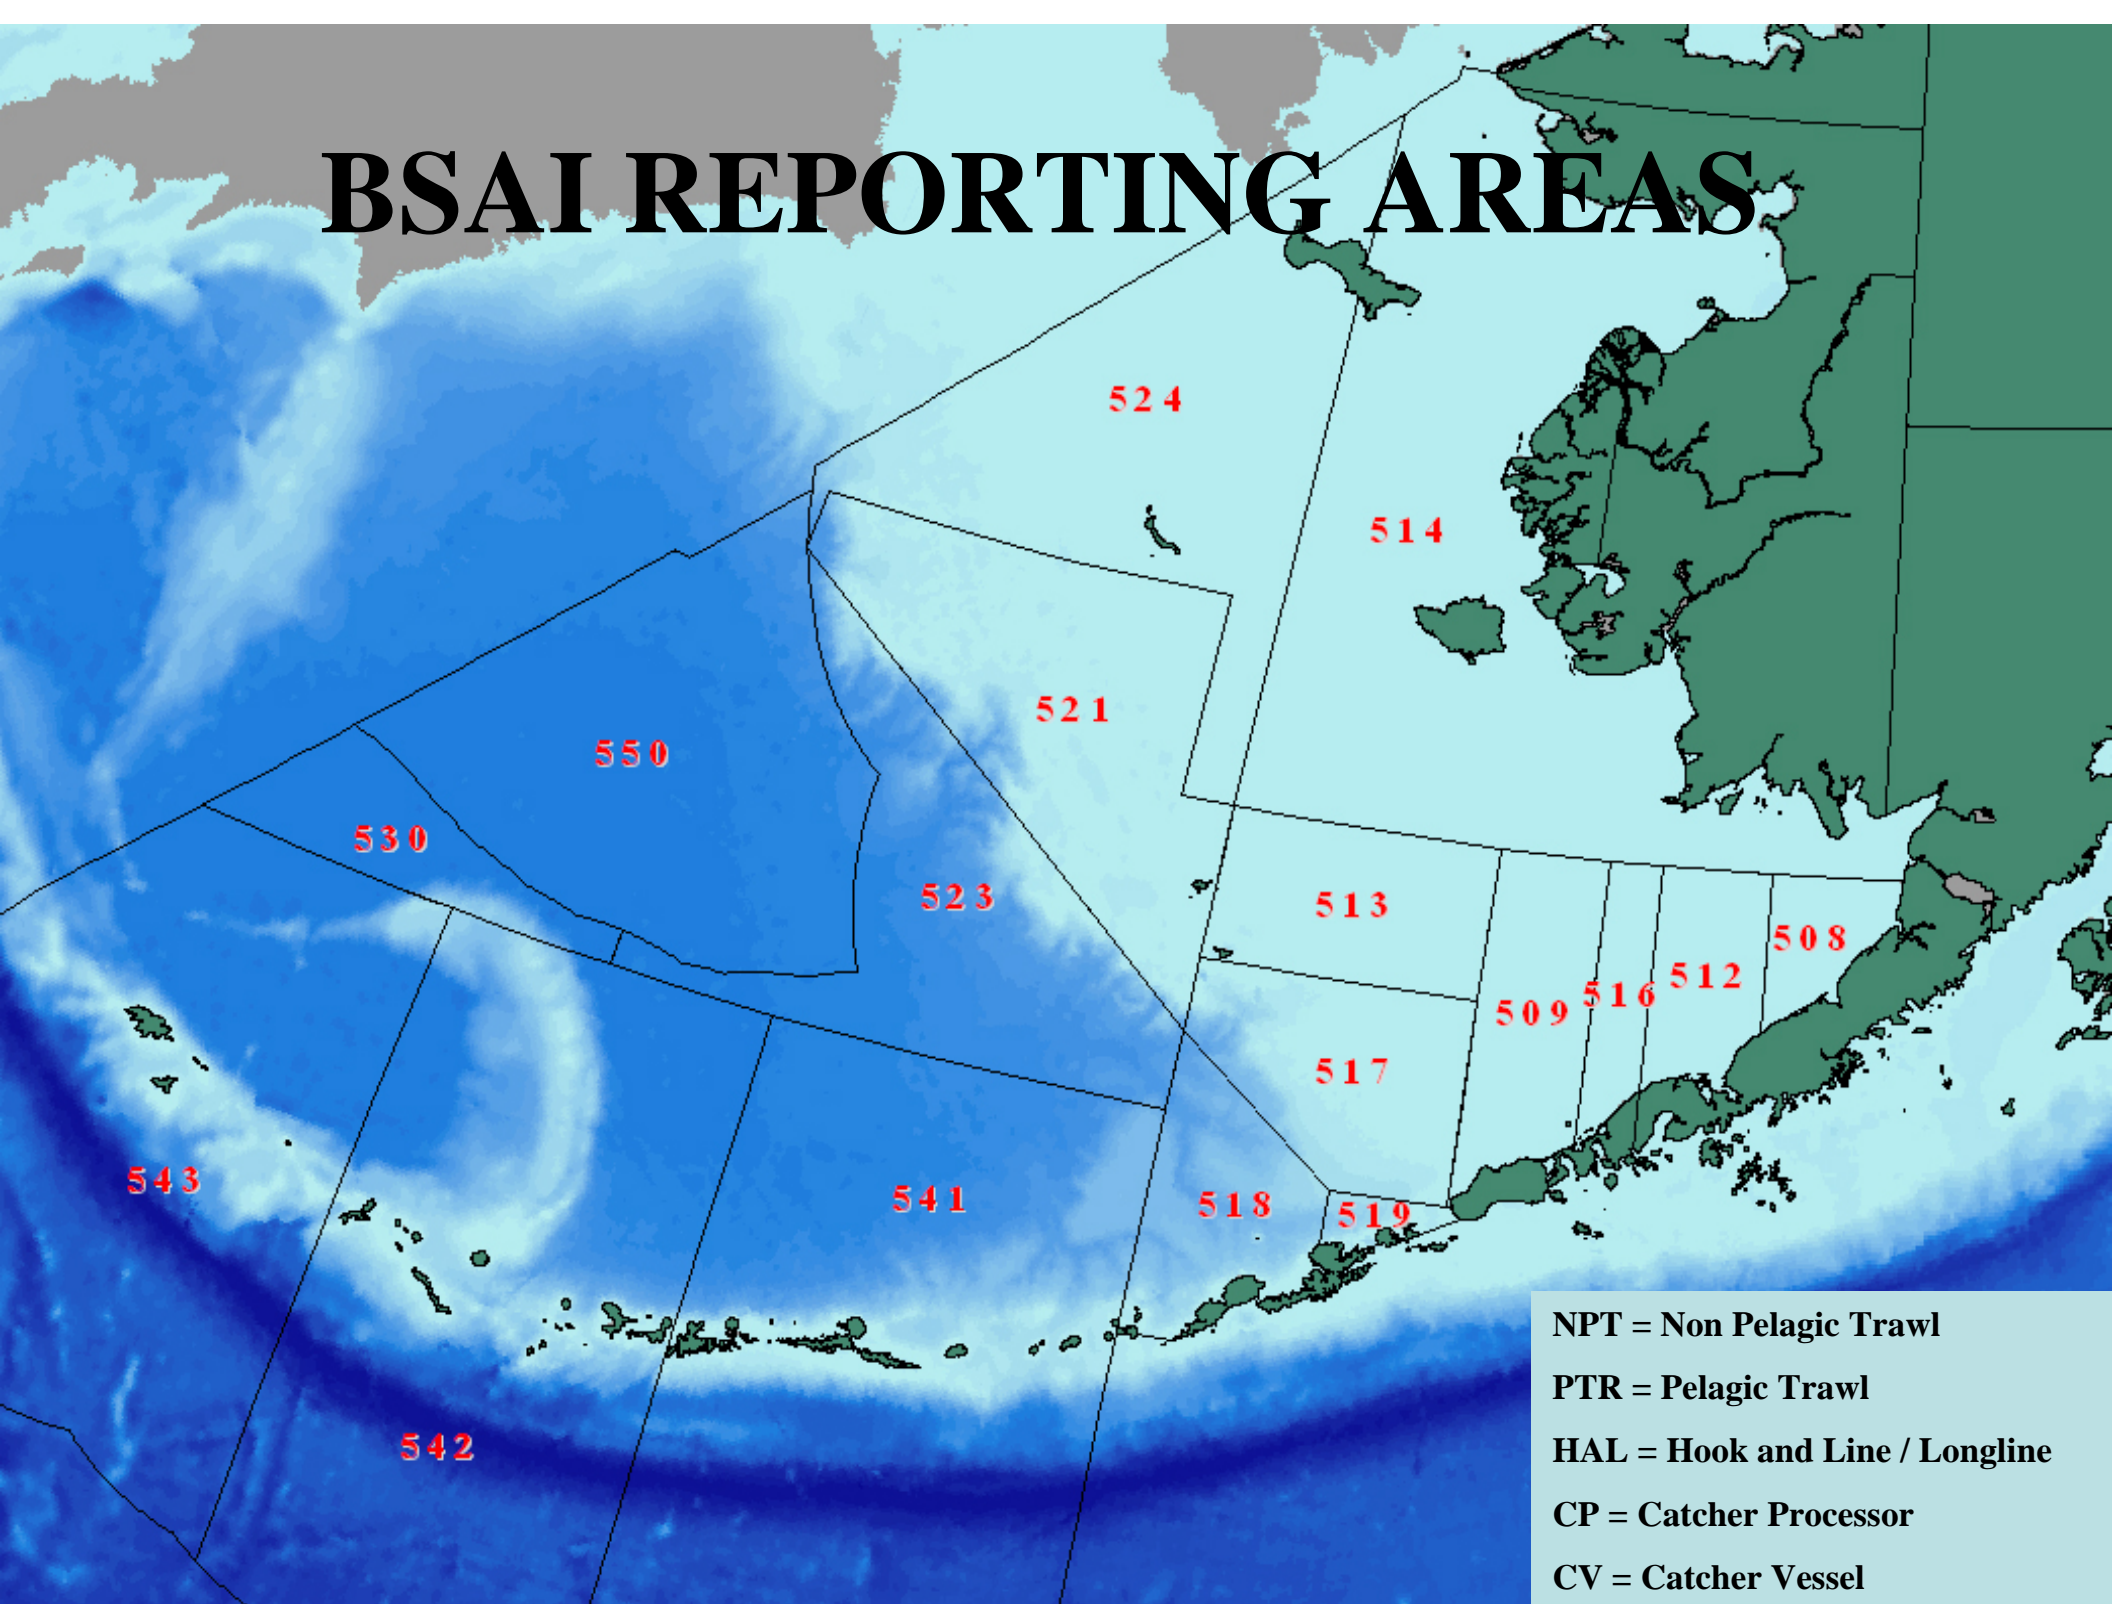 BSAI REPORTING AREAS
524
514
521
550
530
523
513
508
512
516
509
517
543
541
518
519
542
NPT = Non Pelagic Trawl
PTR = Pelagic Trawl
HAL = Hook and Line / Longline
CP = Catcher Processor
CV = Catcher Vessel